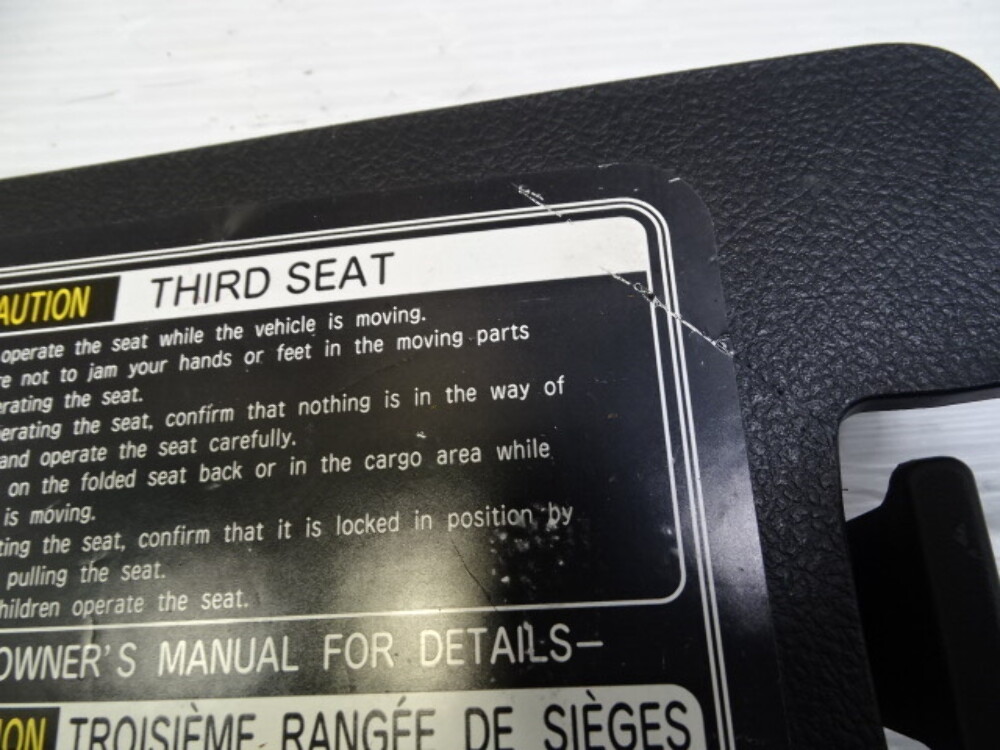 AUTION THIRD SEAT
operate the seat while the vehicle is moving.
re not to jam your hands or feet in the moving parts
erating the seat.
erating the seat, confirm that nothing is in the way of
and operate the seat carefully.
on the folded seat back or in the cargo area while
is moving.
ting the seat, confirm that it is locked in position by
pulling the seat.
hildren operate the seat.
OWNER'S MANUAL FOR DETAILS—
ION TROISIÈME RANGÉE DE SIÈGES